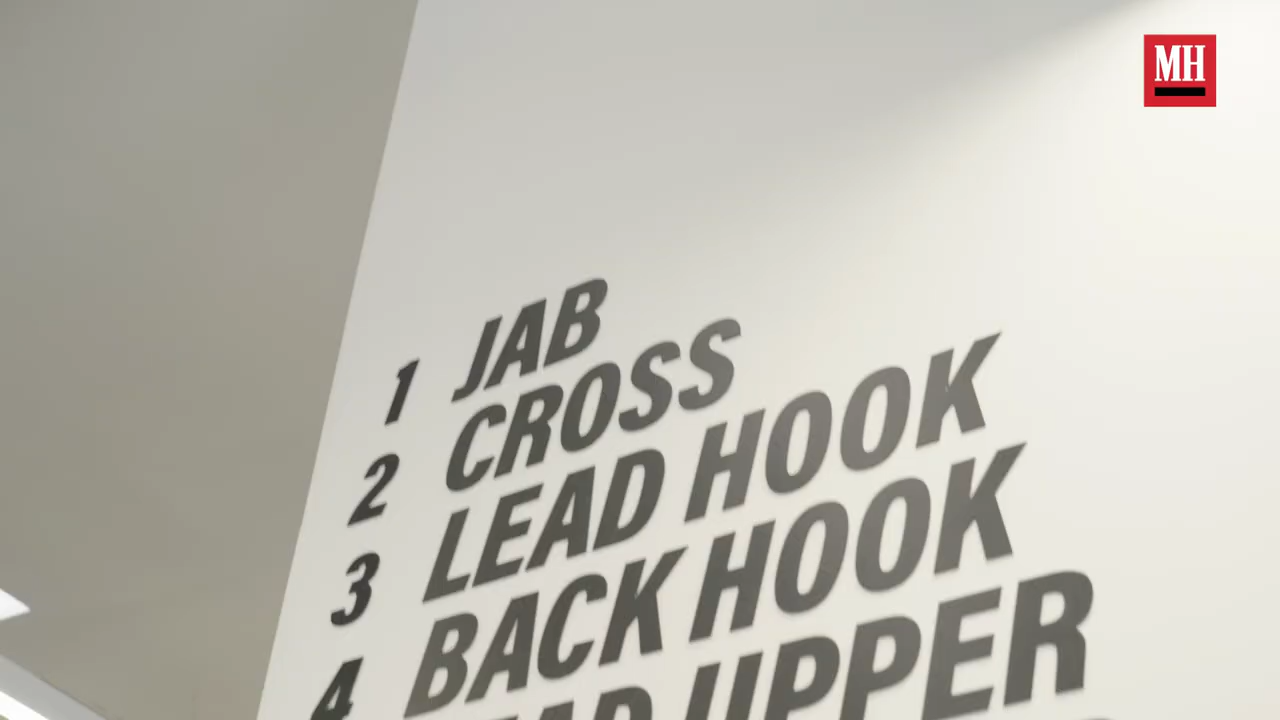 MH
1 JAB
2 CROSS
3 LEAD HOOK
4 BACK HOOK
UPPER